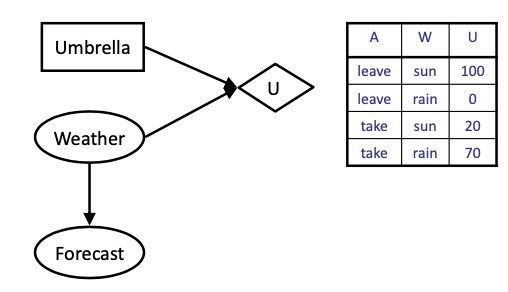 Umbrella
U
Weather
Forecast
A W U
leave sun 100
leave rain 0
take sun 20
take rain 70